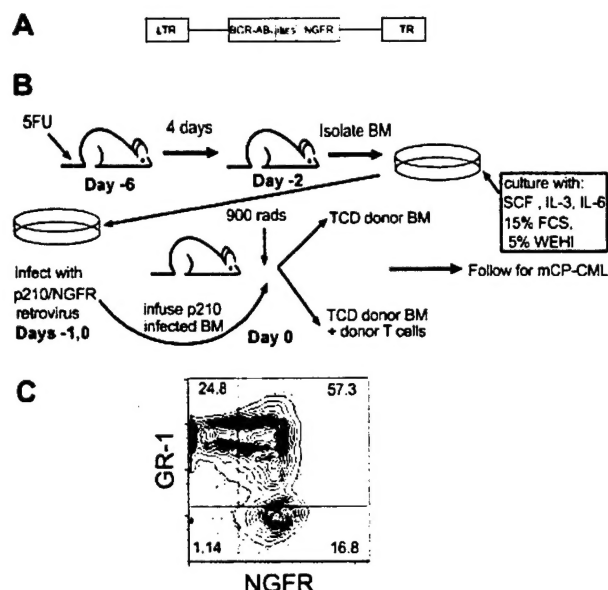 A
LTR BCR-AB NGFR TR
B
5FU
4 days
Isolate BM
Day -6
Day -2
culture with:
SCF , IL-3, IL-6
15% FCS,
5% WEHI
900 rads
TCD donor BM
infect with
p210/NGFR
retrovirus
Days -1,0
infuse p210
infected BM
Day 0
Follow for mCP-CML
TCD donor BM
+ donor T cells
C
24.8
57.3
GR-1
1.14
16.8
NGFR